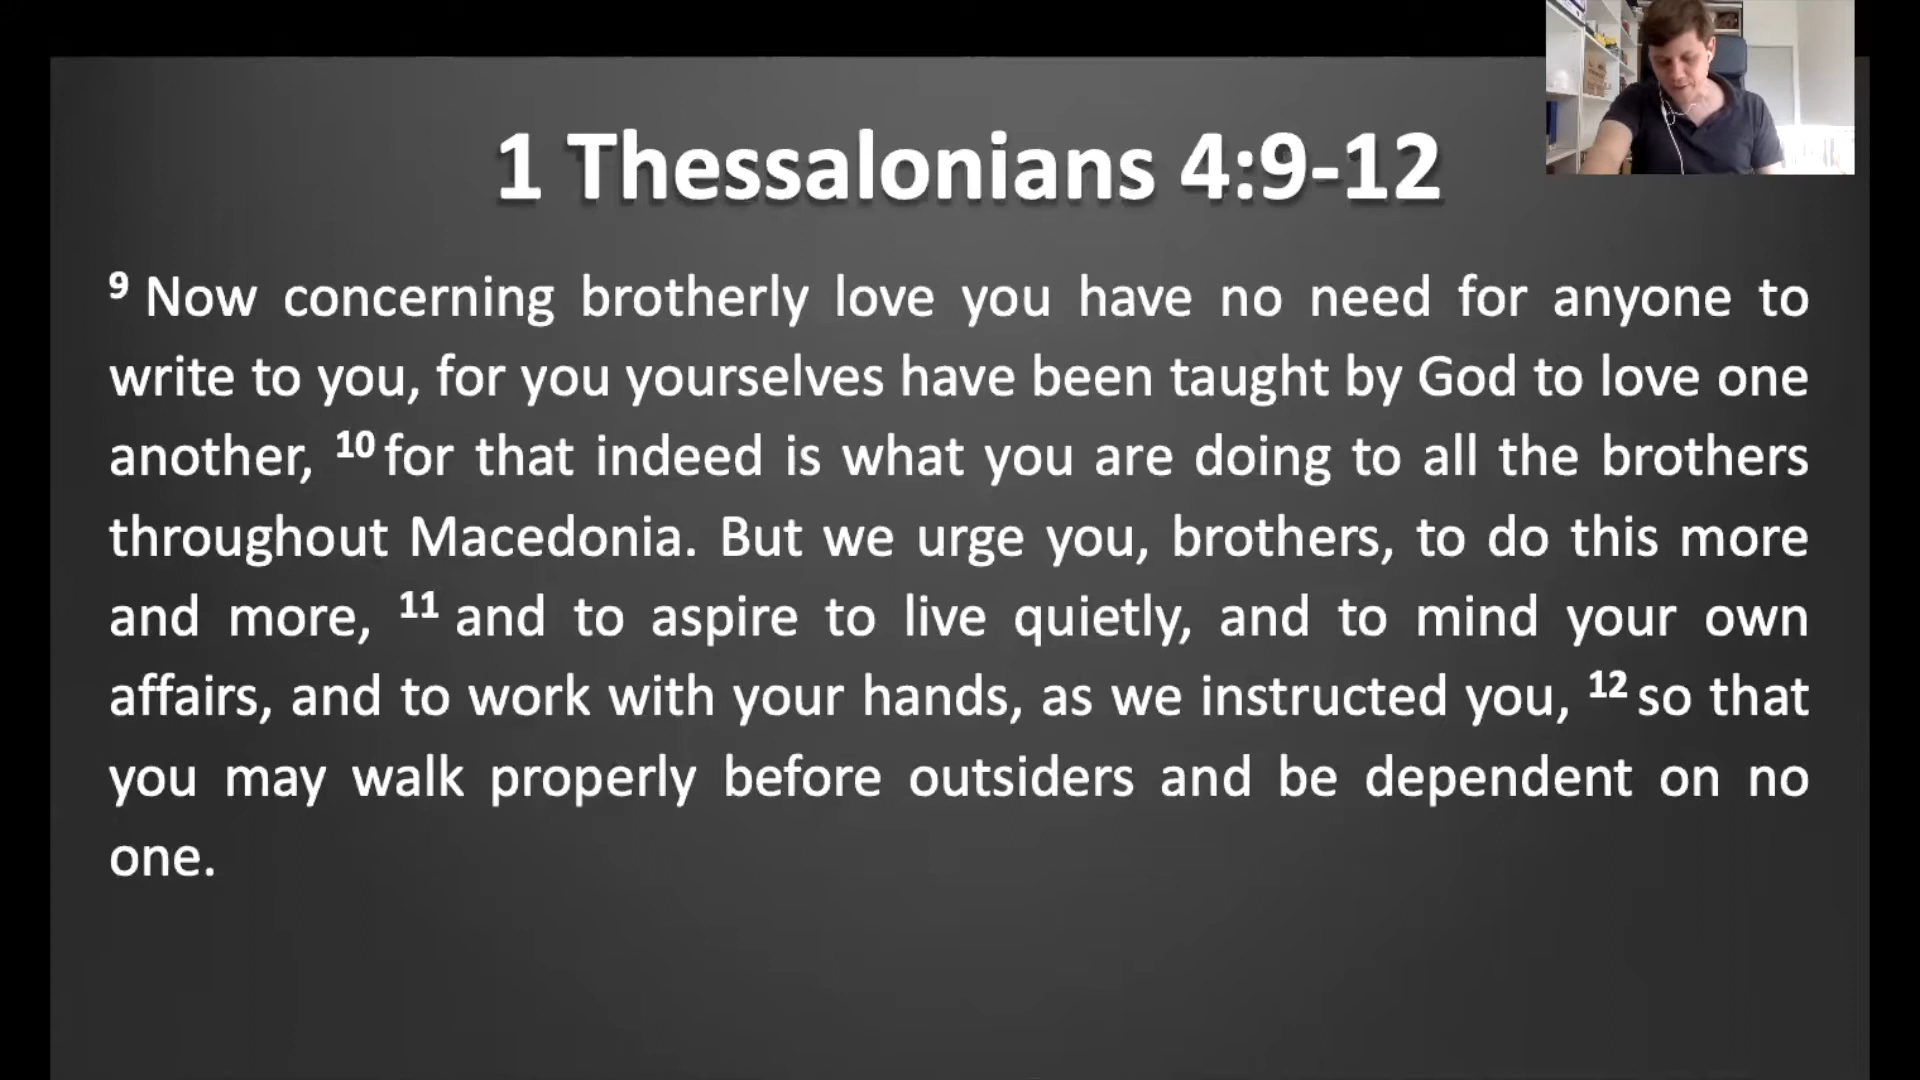 1 Thessalonians 4:9-12
9 Now concerning brotherly love you have no need for anyone to
write to you, for you yourselves have been taught by God to love one
another, 10 for that indeed is what you are doing to all the brothers
throughout Macedonia. But we urge you, brothers, to do this more
and more, 11 and to aspire to live quietly, and to mind your own
affairs, and to work with your hands, as we instructed you, 12 so that
you may walk properly before outsiders and be dependent on no
one.